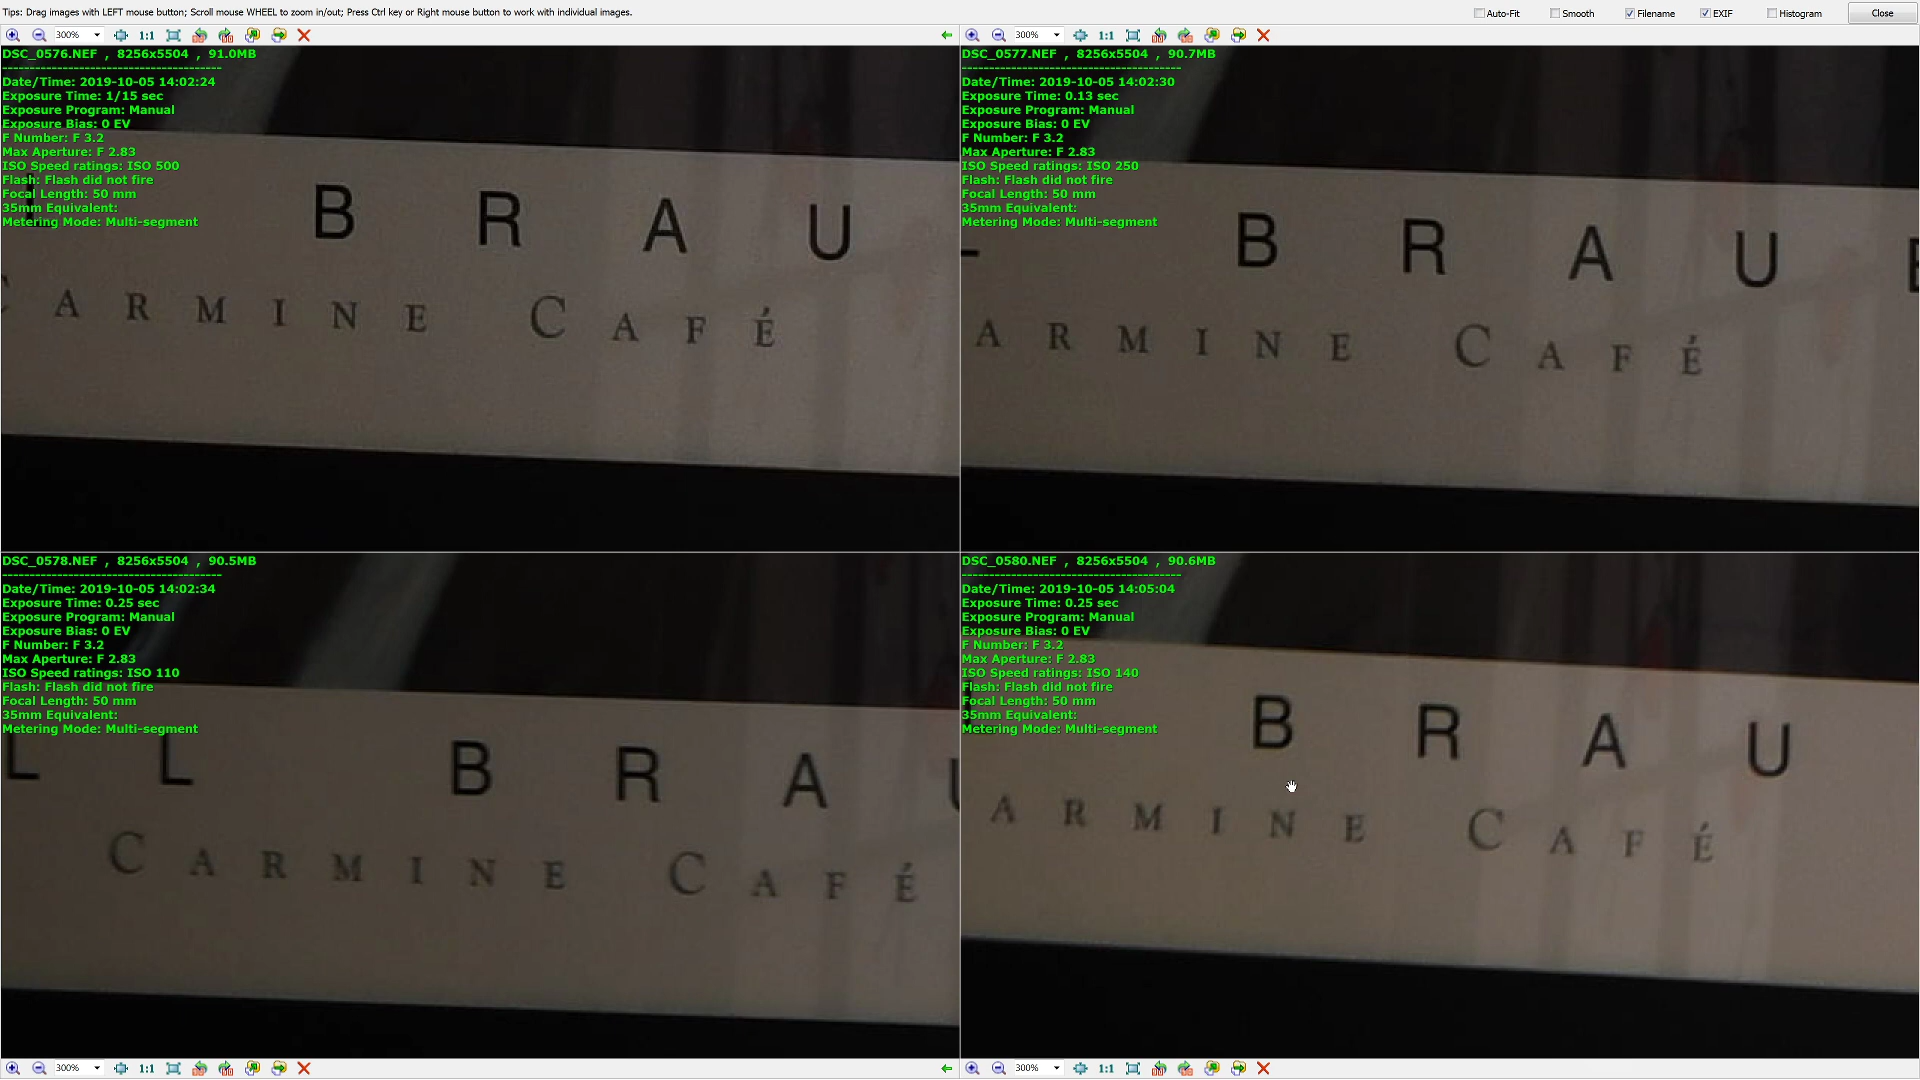 Tips: Drag images with LEFT mouse button; Scroll mouse WHEEL to zoom in/out; Press Ctrl key or Right mouse button to work with individual images.
Auto-Fit Smooth Filename EXIF Histogram Close
300% 1:1
300% 1:1
DSC_0576.NEF , 8256x5504 , 91.0MB
----------------------------------------
Date/Time: 2019-10-05 14:02:24
Exposure Time: 1/15 sec
Exposure Program: Manual
Exposure Bias: 0 EV
F Number: F 3.2
Max Aperture: F 2.83
ISO Speed ratings: ISO 500
Flash: Flash did not fire
Focal Length: 50 mm
35mm Equivalent:
Metering Mode: Multi-segment
L BRAU
CARMINE CAFÉ
DSC_0577.NEF , 8256x5504 , 90.7MB
----------------------------------------
Date/Time: 2019-10-05 14:02:30
Exposure Time: 0.13 sec
Exposure Program: Manual
Exposure Bias: 0 EV
F Number: F 3.2
Max Aperture: F 2.83
ISO Speed ratings: ISO 250
Flash: Flash did not fire
Focal Length: 50 mm
35mm Equivalent:
Metering Mode: Multi-segment
L BRAUE
ARMINE CAFÉ
DSC_0578.NEF , 8256x5504 , 90.5MB
----------------------------------------
Date/Time: 2019-10-05 14:02:34
Exposure Time: 0.25 sec
Exposure Program: Manual
Exposure Bias: 0 EV
F Number: F 3.2
Max Aperture: F 2.83
ISO Speed ratings: ISO 110
Flash: Flash did not fire
Focal Length: 50 mm
35mm Equivalent:
Metering Mode: Multi-segment
LL BRAU
CARMINE CAFÉ
DSC_0580.NEF , 8256x5504 , 90.6MB
----------------------------------------
Date/Time: 2019-10-05 14:05:04
Exposure Time: 0.25 sec
Exposure Program: Manual
Exposure Bias: 0 EV
F Number: F 3.2
Max Aperture: F 2.83
ISO Speed ratings: ISO 140
Flash: Flash did not fire
Focal Length: 50 mm
35mm Equivalent:
Metering Mode: Multi-segment
BRAU
ARMINE CAFÉ
300% 1:1
300% 1:1